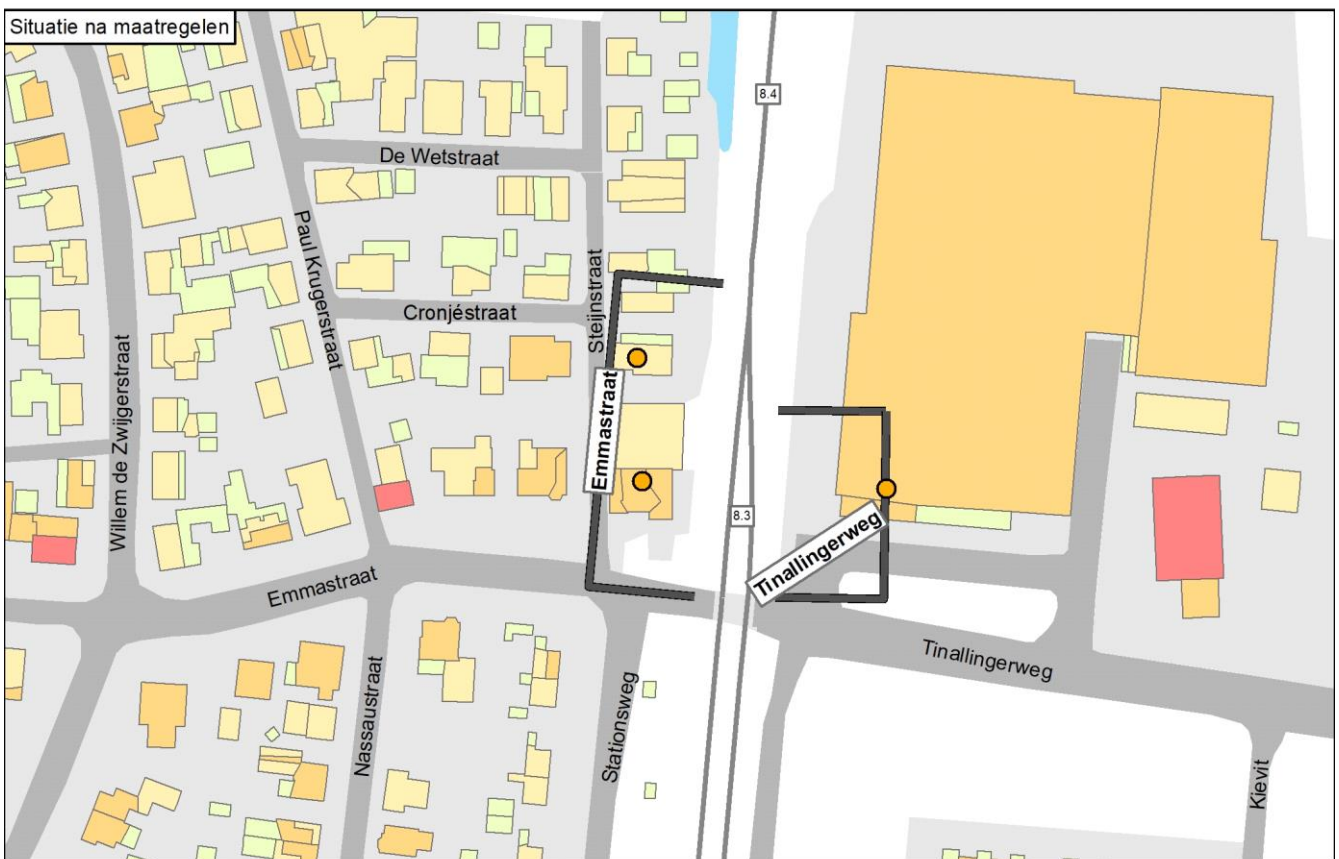 Situatie na maatregelen
8.4
De Wetstraat
Paul Krugerstraat
Cronjéstraat
Steijnstraat
Willem de Zwijgerstraat
Emmastraat
8.3
Tinallingerweg
Emmastraat
Tinallingerweg
Nassaustraat
Stationsweg
Kievit